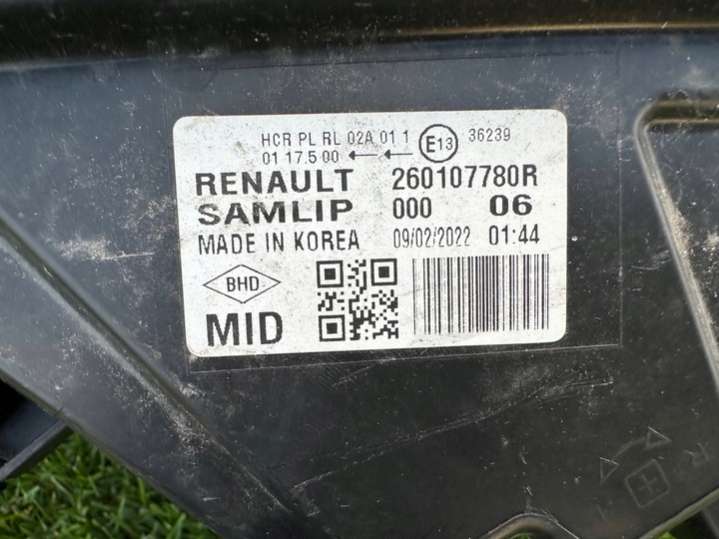 HCR PL RL 02A 01 1 E13 36239
01 17.5 00 ← ←
RENAULT 260107780R
SAMLIP 000 06
MADE IN KOREA 09/02/2022 01:44
BHD
MID